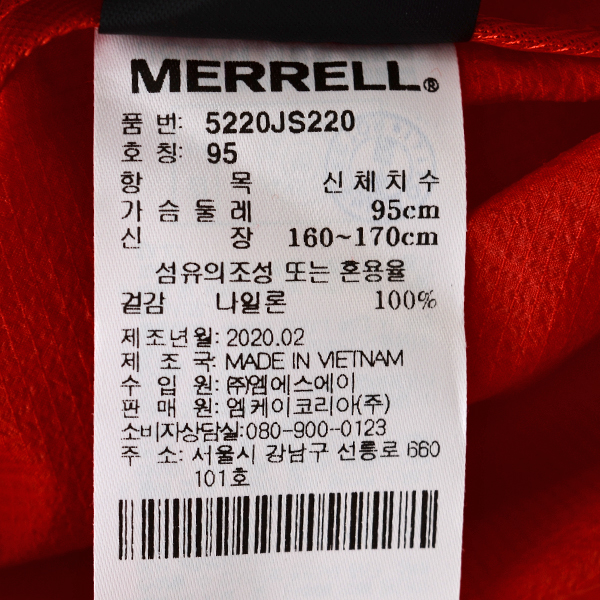 MERRELL®
품 번: 5220JS220
호 칭: 95
항 목 신체치수
가슴둘레 95cm
신 장 160~170cm
섬유의조성 또는 혼용율
겉감 나일론 100%
제조년월: 2020.02
제 조 국: MADE IN VIETNAM
수 입 원: ㈜엠에스에이
판 매 원: 엠케이코리아(주)
소비자상담실:080-900-0123
주 소: 서울시 강남구 선릉로 660
101호